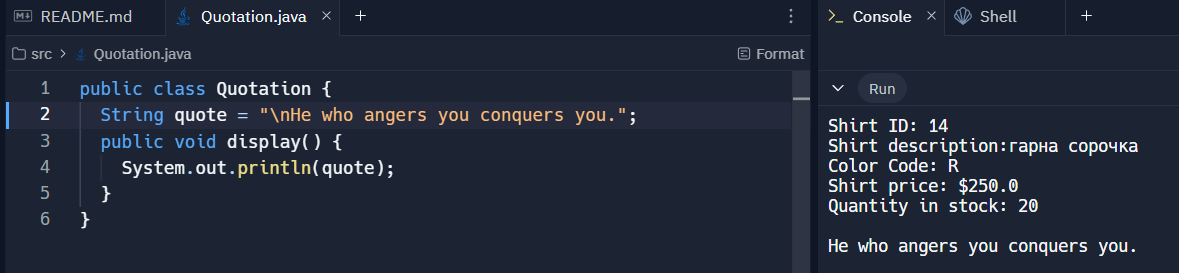 README.md
Quotation.java
src > Quotation.java
Format
1 public class Quotation {
2 String quote = "\nHe who angers you conquers you.";
3 public void display() {
4 System.out.println(quote);
5 }
6 }
Console
Shell
Run
Shirt ID: 14
Shirt description:гарна сорочка
Color Code: R
Shirt price: $250.0
Quantity in stock: 20
He who angers you conquers you.